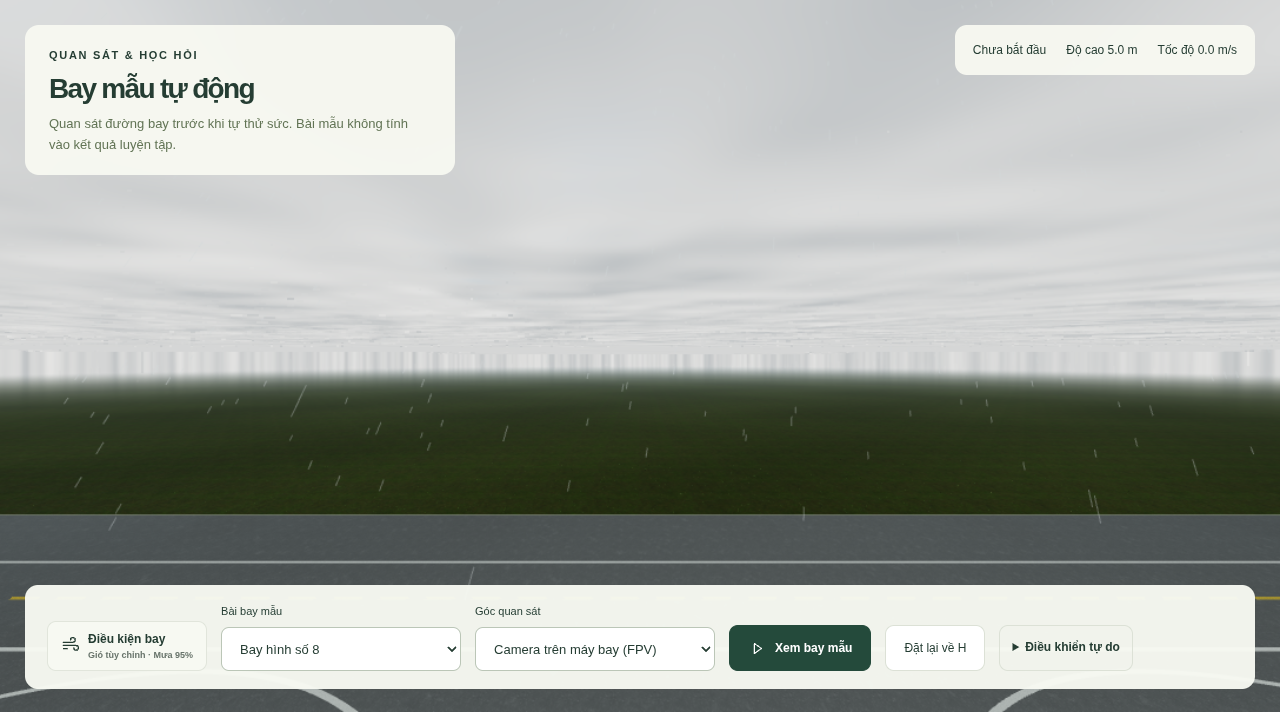 QUAN SÁT & HỌC HỎI
Bay mẫu tự động
Quan sát đường bay trước khi tự thử sức. Bài mẫu không tính
vào kết quả luyện tập.
Chưa bắt đầu
Độ cao 5.0 m
Tốc độ 0.0 m/s
Điều kiện bay
Gió tùy chỉnh · Mưa 95%
Bài bay mẫu
Bay hình số 8
Góc quan sát
Camera trên máy bay (FPV)
Xem bay mẫu
Đặt lại về H
Điều khiển tự do